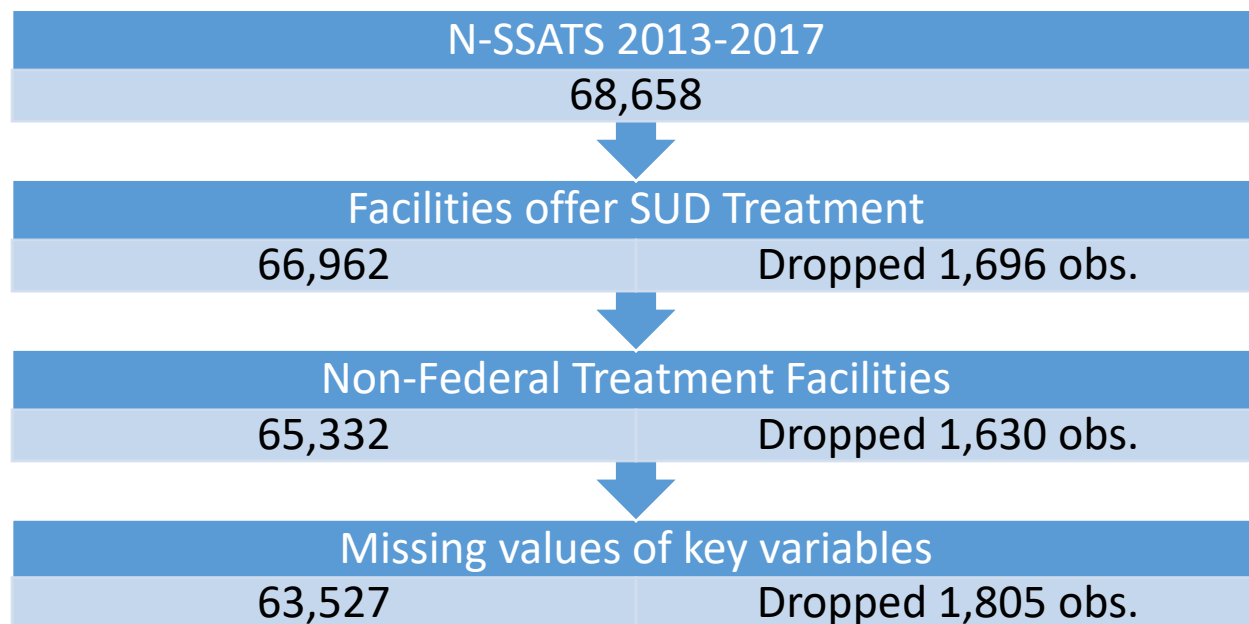 N-SSATS 2013-2017
68,658
Facilities offer SUD Treatment
66,962 Dropped 1,696 obs.
Non-Federal Treatment Facilities
65,332 Dropped 1,630 obs.
Missing values of key variables
63,527 Dropped 1,805 obs.